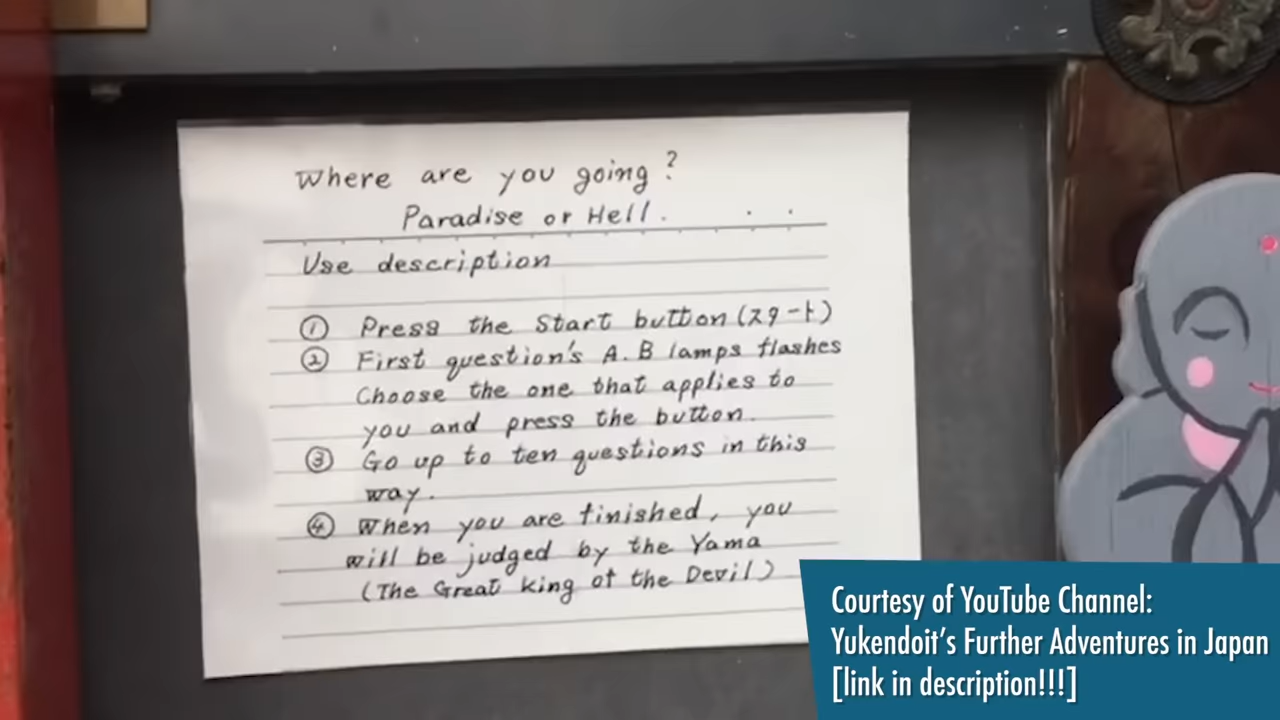 Where are you going?
Paradise or Hell.
Use description
① Press the Start button (スタート)
② First question's A.B lamps flashes
Choose the one that applies to
you and press the button.
③ Go up to ten questions in this
way.
④ When you are finished, you
will be judged by the Yama
(The Great king of the Devil)
Courtesy of YouTube Channel:
Yukendoit's Further Adventures in Japan
[link in description!!!]